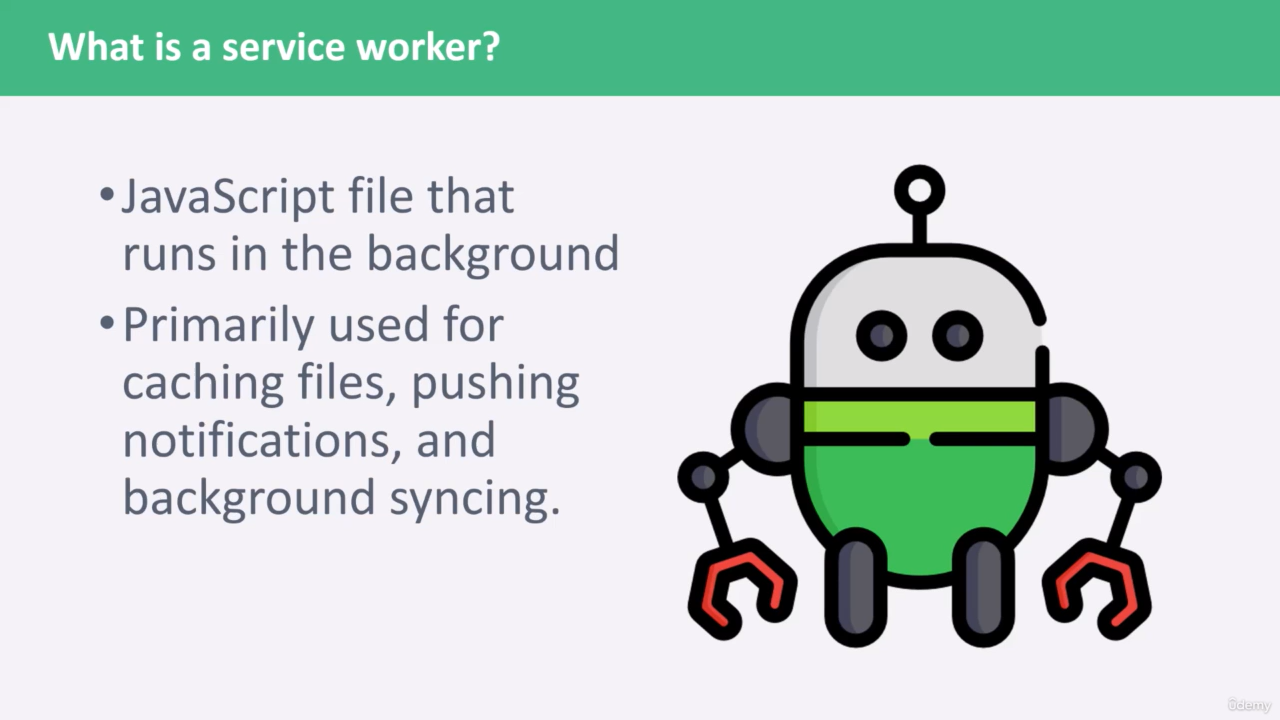 What is a service worker?
•JavaScript file that
runs in the background
•Primarily used for
caching files, pushing
notifications, and
background syncing.
ûdemy